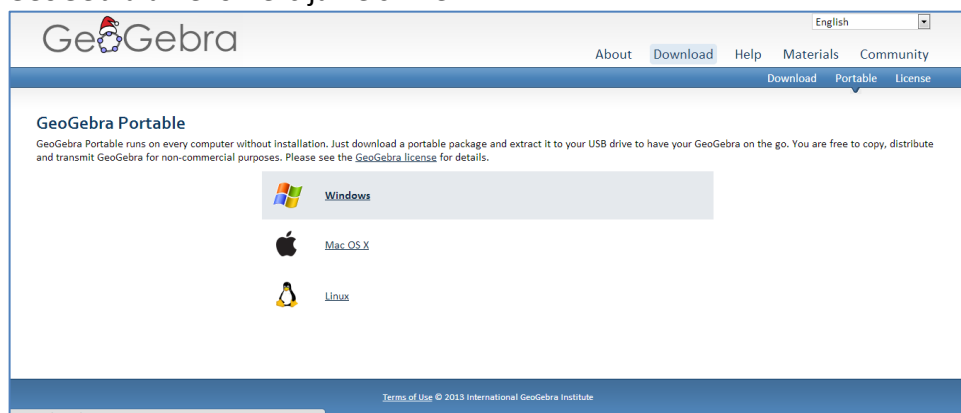 GeoGebra
English
About Download Help Materials Community
Download Portable License
GeoGebra Portable
GeoGebra Portable runs on every computer without installation. Just download a portable package and extract it to your USB drive to have your GeoGebra on the go. You are free to copy, distribute
and transmit GeoGebra for non-commercial purposes. Please see the GeoGebra license for details.
Windows
Mac OS X
Linux
Terms of Use © 2013 International GeoGebra Institute